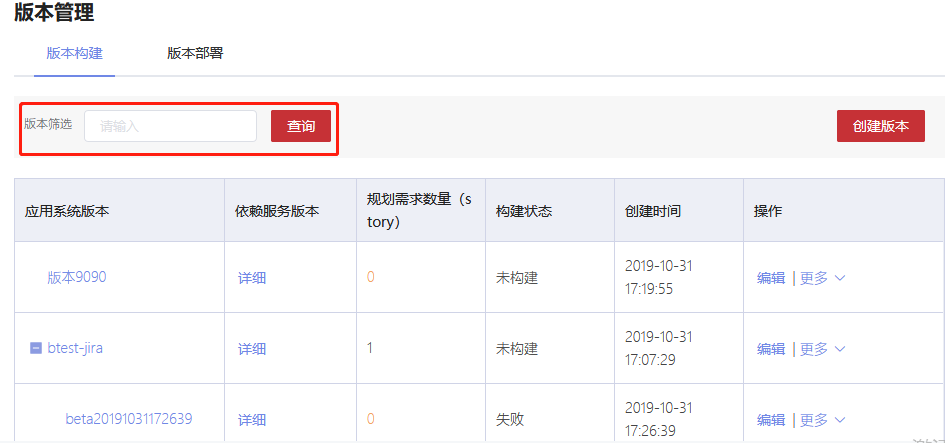 版本管理
版本构建 版本部署
版本筛选 请输入 查询 创建版本
应用系统版本 依赖服务版本 规划需求数量（s
tory） 构建状态 创建时间 操作
版本9090 详细 0 未构建 2019-10-31
17:19:55 编辑 | 更多
btest-jira 详细 1 未构建 2019-10-31
17:07:29 编辑 | 更多
beta20191031172639 详细 0 失败 2019-10-31
17:26:39 编辑 | 更多